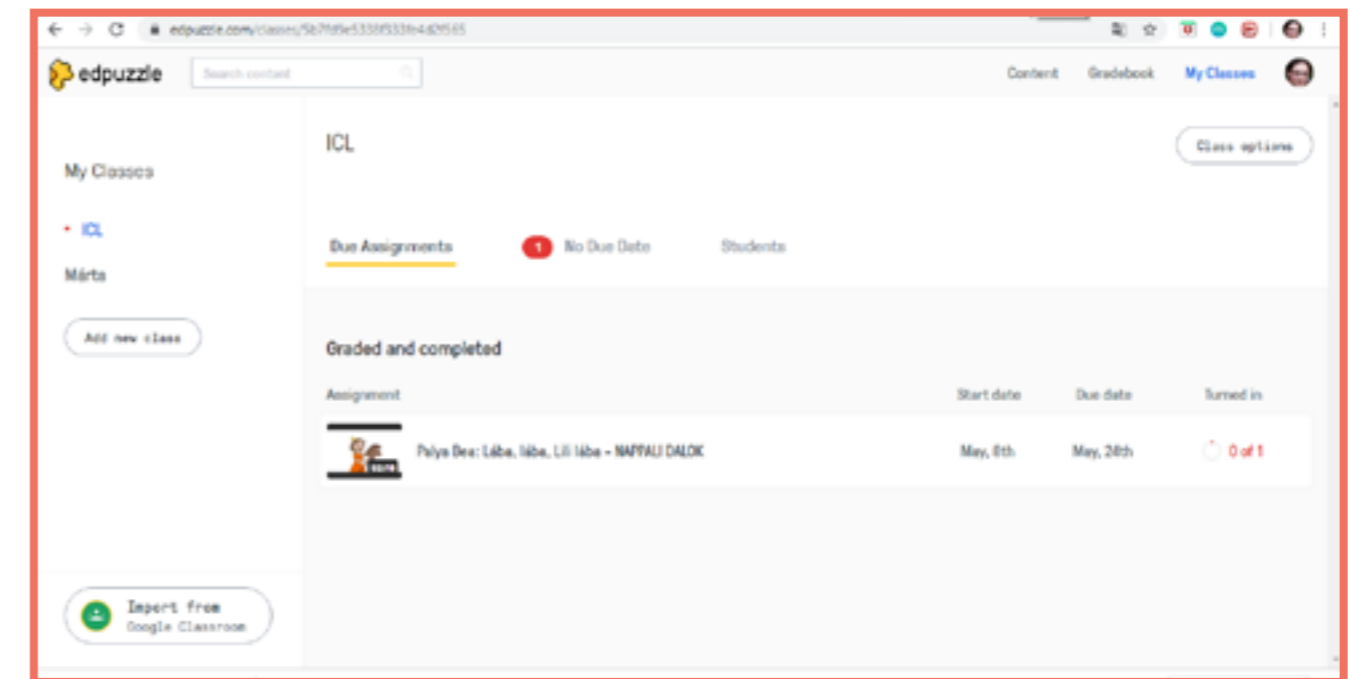 edpuzzle.com/classes/
edpuzzle
Search content
Content Gradebook My Classes
My Classes
• ICL
Márta
Add new class
Import from
Google Classroom
ICL
Class options
Due Assignments 1 No Due Date Students
Graded and completed
Assignment Start date Due date Turned in
Palya Bea: Lába, lába, Lili lába - NAPPALI DALOK May, 8th May, 24th 0 of 1